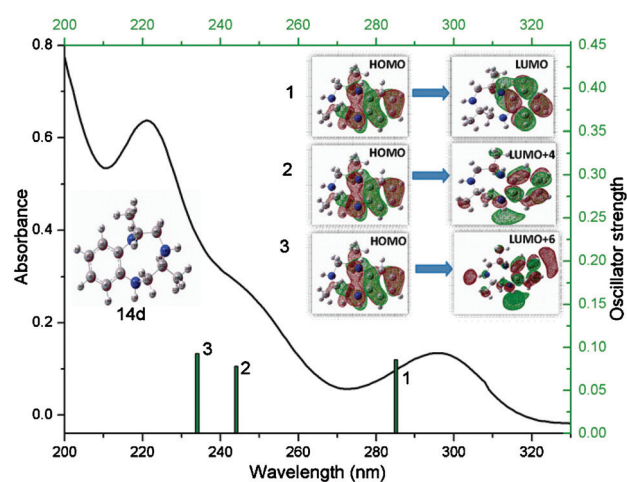 200 220 240 260 280 300 320
0.8
0.6
0.4
0.2
0.0
Absorbance
0.45
0.40
0.35
0.30
0.25
0.20
0.15
0.10
0.05
0.00
Oscillator strength
1
HOMO
LUMO
2
HOMO
LUMO+4
3
HOMO
LUMO+6
14d
3
2
1
200 220 240 260 280 300 320
Wavelength (nm)